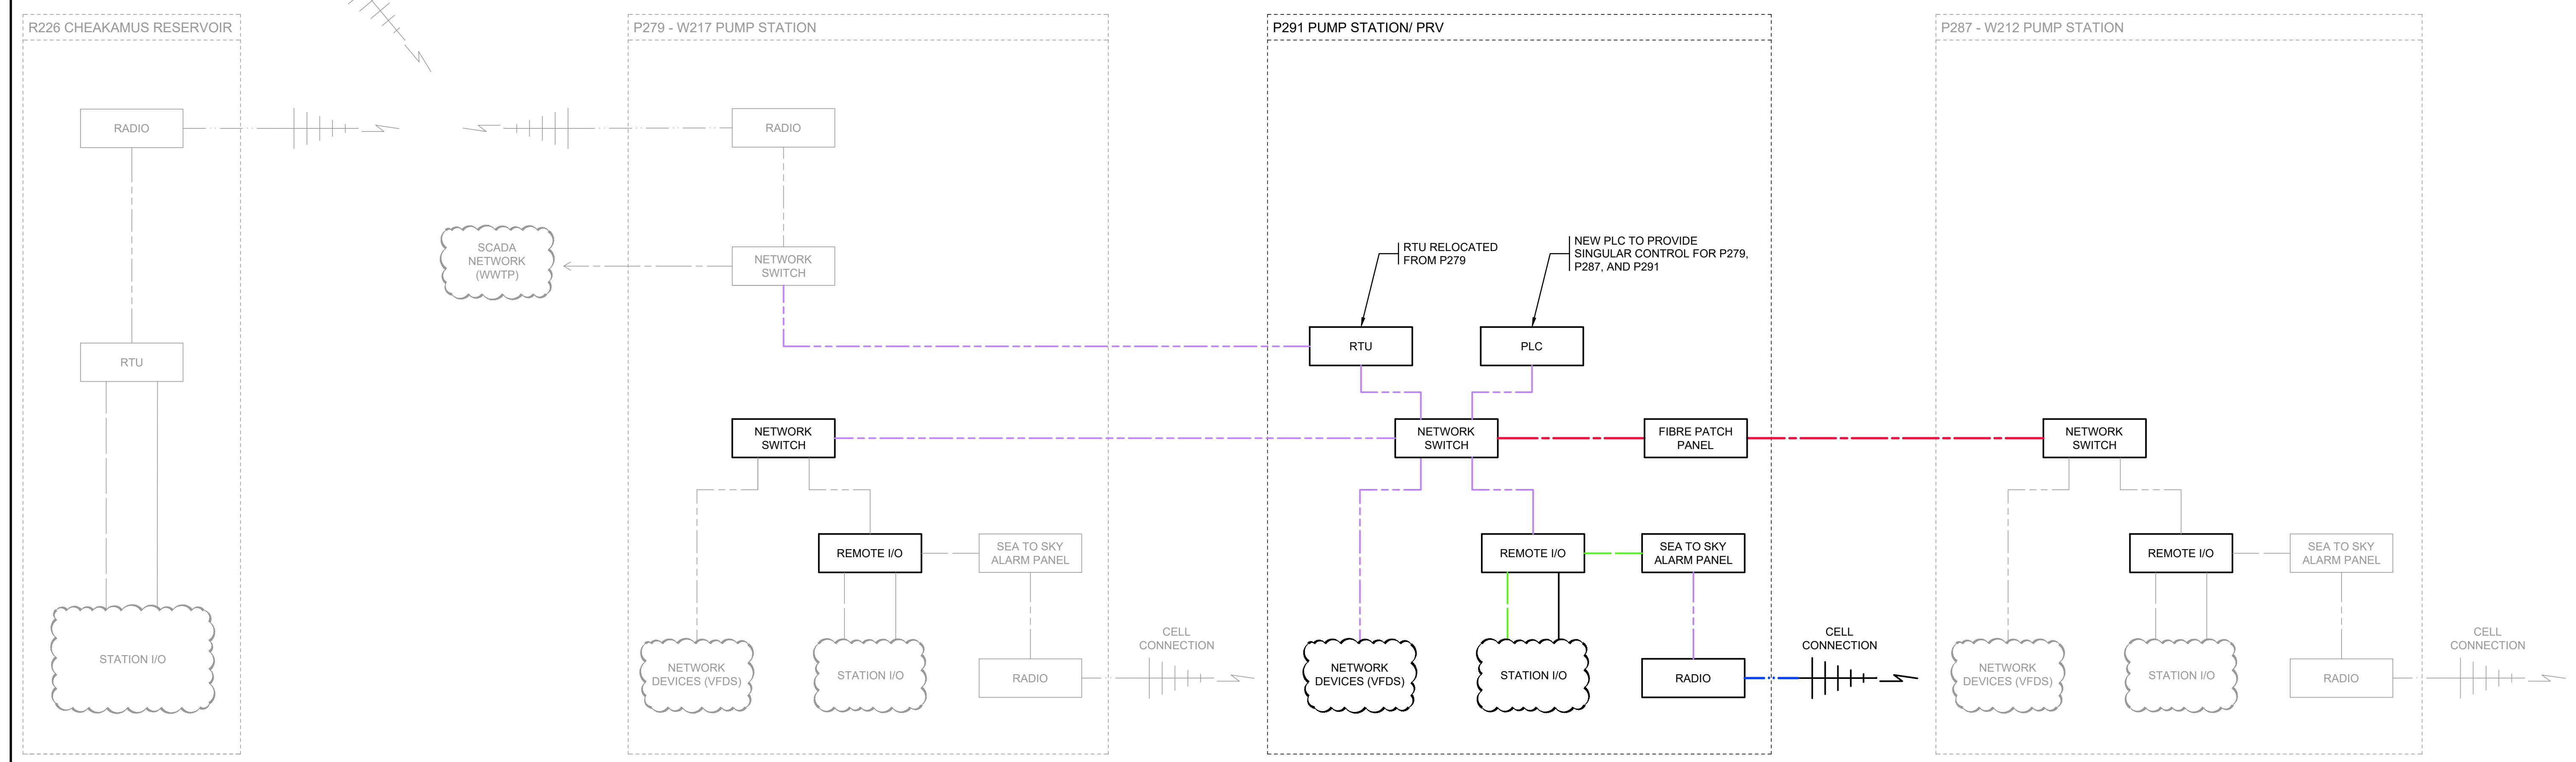 R226 CHEAKAMUS RESERVOIR
RADIO
RTU
STATION I/O
SCADA
NETWORK
(WWTP)
P279 - W217 PUMP STATION
RADIO
NETWORK
SWITCH
NETWORK
SWITCH
REMOTE I/O
SEA TO SKY
ALARM PANEL
NETWORK
DEVICES (VFDS)
STATION I/O
RADIO
CELL
CONNECTION
P291 PUMP STATION/ PRV
RTU RELOCATED
FROM P279
NEW PLC TO PROVIDE
SINGULAR CONTROL FOR P279,
P287, AND P291
RTU
PLC
NETWORK
SWITCH
FIBRE PATCH
PANEL
REMOTE I/O
SEA TO SKY
ALARM PANEL
NETWORK
DEVICES (VFDS)
STATION I/O
RADIO
CELL
CONNECTION
P287 - W212 PUMP STATION
NETWORK
SWITCH
REMOTE I/O
SEA TO SKY
ALARM PANEL
NETWORK
DEVICES (VFDS)
STATION I/O
RADIO
CELL
CONNECTION